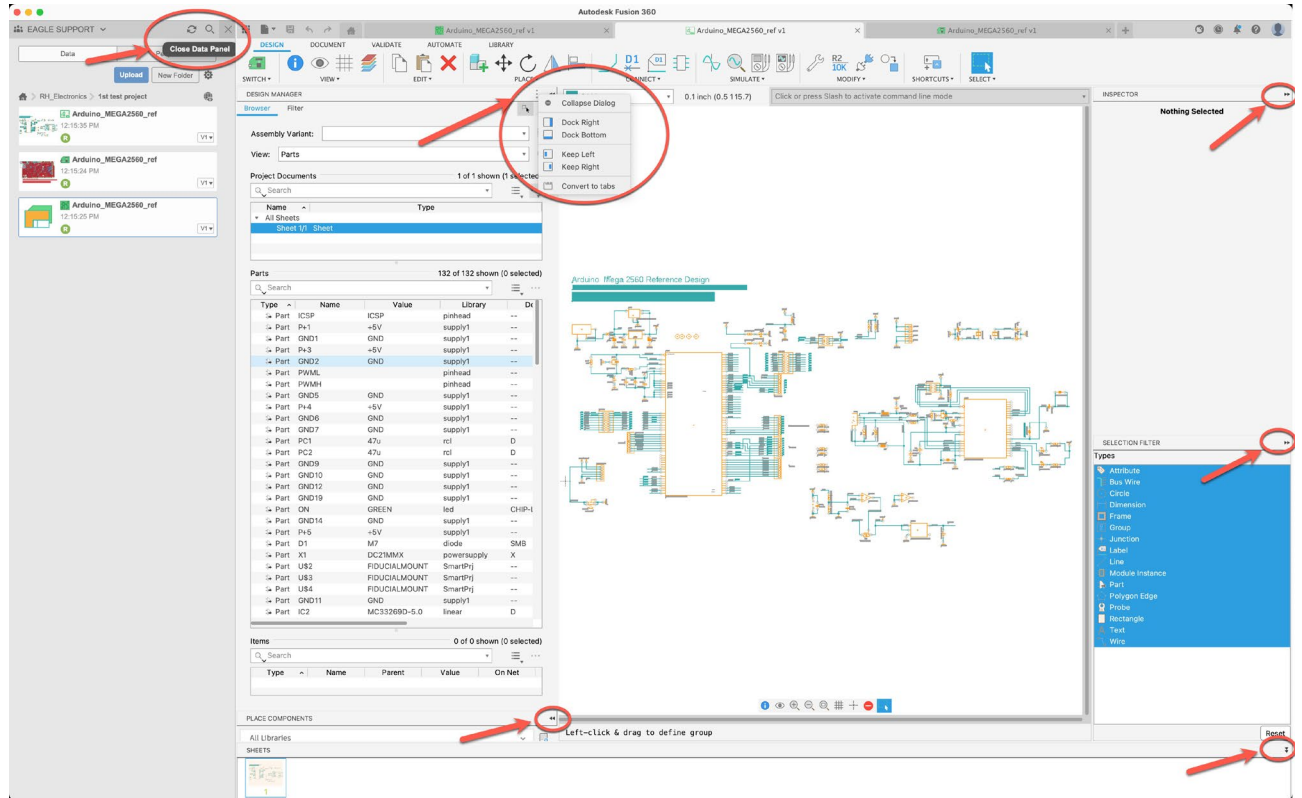 Autodesk Fusion 360
EAGLE SUPPORT
Close Data Panel
Arduino_MEGA2560_ref v1
Arduino_MEGA2560_ref v1
Arduino_MEGA2560_ref v1
Data
Upload
New Folder
RH_Electronics > 1st test project
Arduino_MEGA2560_ref
12:15:35 PM
R
V1
Arduino_MEGA2560_ref
12:15:24 PM
R
V1
Arduino_MEGA2560_ref
12:15:25 PM
R
V1
DESIGN DOCUMENT VALIDATE AUTOMATE LIBRARY
SWITCH VIEW EDIT PLACE CONNECT SIMULATE MODIFY SHORTCUTS SELECT
D1
R2
10K
DESIGN MANAGER
Browser Filter
Assembly Variant:
View: Parts
Project Documents 1 of 1 shown (1 selected
Search
Name Type
All Sheets
Sheet 1/1 Sheet
Parts 132 of 132 shown (0 selected)
Search
Type Name Value Library
Part ICSP ICSP pinhead --
Part P+1 +5V supply1 --
Part GND1 GND supply1 --
Part P+3 +5V supply1 --
Part GND2 GND supply1 --
Part PWML pinhead --
Part PWMH pinhead --
Part GND5 GND supply1 --
Part P+4 +5V supply1 --
Part GND6 GND supply1 --
Part GND7 GND supply1 --
Part PC1 47u rcl D
Part PC2 47u rcl D
Part GND9 GND supply1 --
Part GND10 GND supply1 --
Part GND12 GND supply1 --
Part GND19 GND supply1 --
Part ON GREEN led CHIP-L
Part GND14 GND supply1 --
Part P+5 +5V supply1 --
Part D1 M7 diode SMB
Part X1 DC21MMX powersupply X
Part U$2 FIDUCIALMOUNT SmartPrj --
Part U$3 FIDUCIALMOUNT SmartPrj --
Part U$4 FIDUCIALMOUNT SmartPrj --
Part GND11 GND supply1 --
Part IC2 MC33269D-5.0 linear D
Items 0 of 0 shown (0 selected)
Search
Type Name Parent Value On Net
PLACE COMPONENTS
All Libraries
SHEETS
1
Collapse Dialog
Dock Right
Dock Bottom
Keep Left
Keep Right
Convert to tabs
0.1 inch (0.5 115.7)
Click or press Slash to activate command line mode
Arduino Mega 2560 Reference Design
Left-click & drag to define group
INSPECTOR
Nothing Selected
SELECTION FILTER
Types
Attribute
Bus Wire
Circle
Dimension
Frame
Group
Junction
Label
Line
Module Instance
Part
Polygon Edge
Probe
Rectangle
Text
Wire
Reset